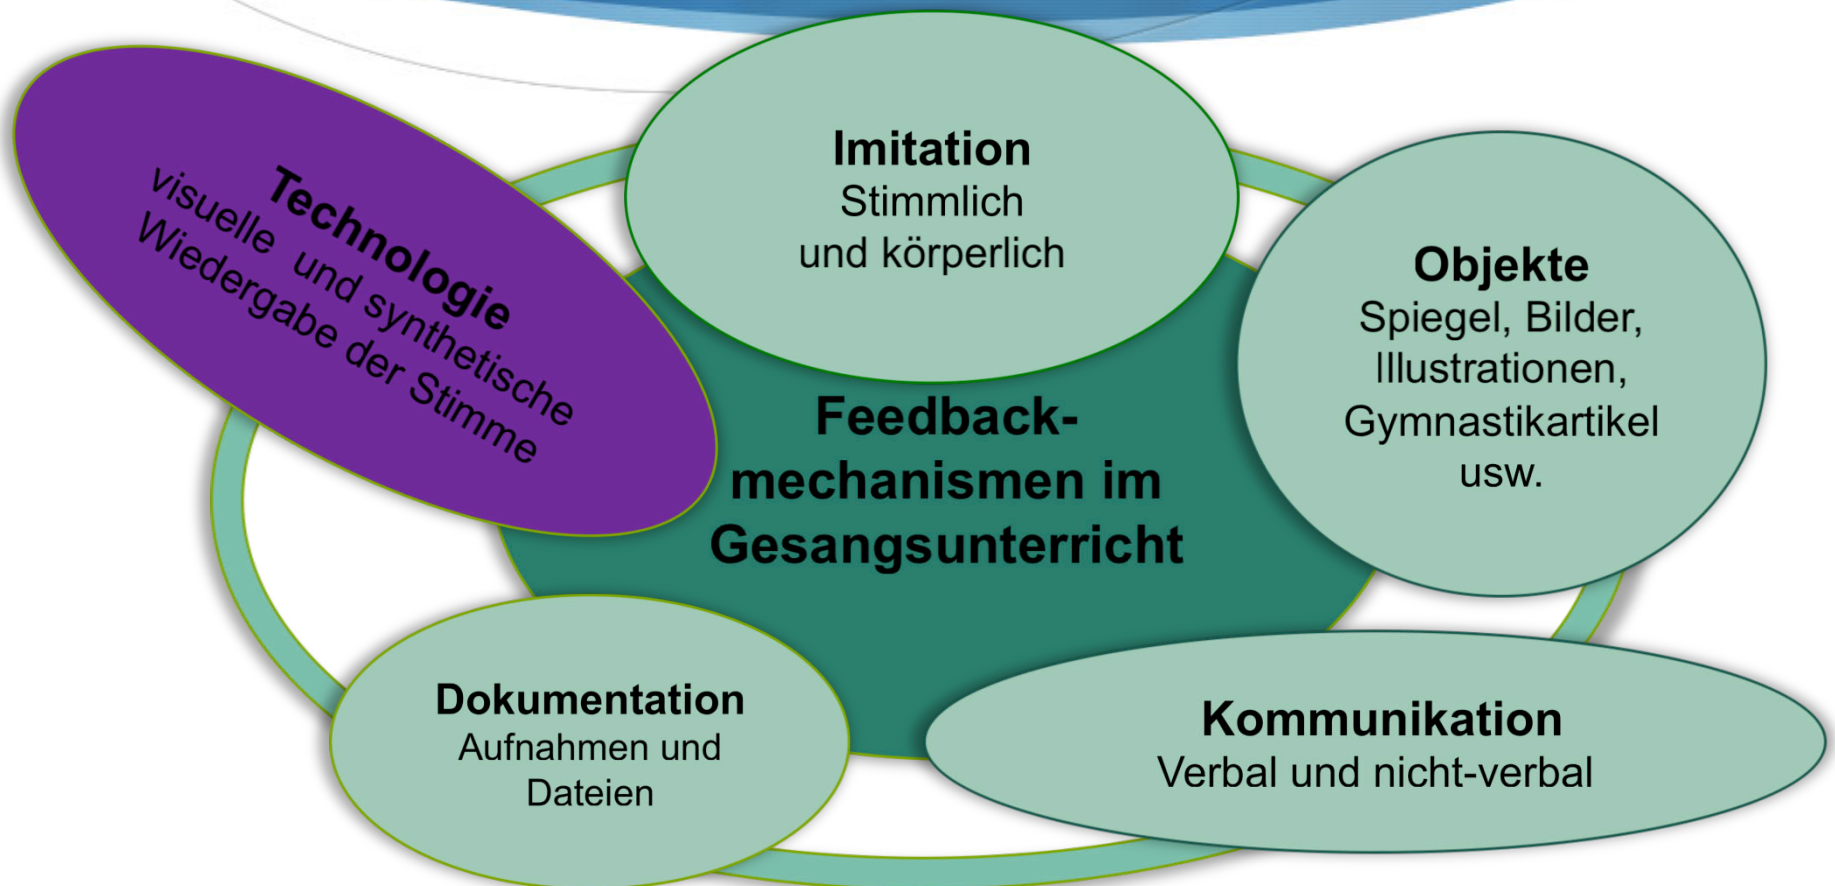 Imitation
Stimmlich
und körperlich
Technologie
visuelle und synthetische
Wiedergabe der Stimme
Objekte
Spiegel, Bilder,
Illustrationen,
Gymnastikartikel
usw.
Feedback-
mechanismen im
Gesangsunterricht
Dokumentation
Aufnahmen und
Dateien
Kommunikation
Verbal und nicht-verbal